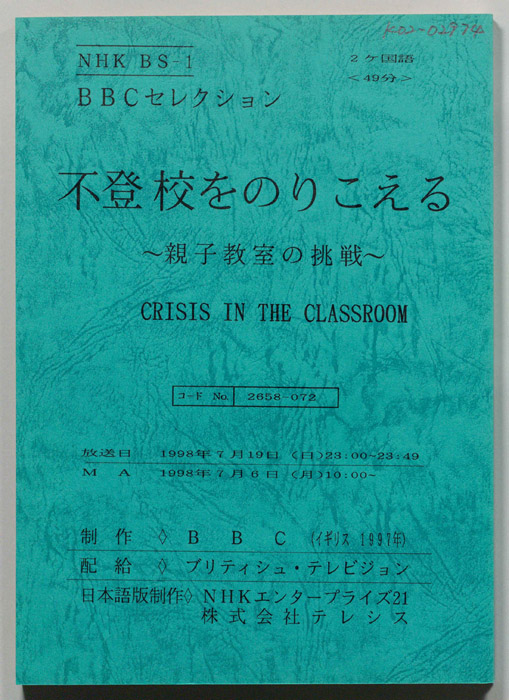 K02-02974
NHK BS-1
2ヶ国語
BBCセレクション
<49分>
不登校をのりこえる
~親子教室の挑戦~
CRISIS IN THE CLASSROOM
コード No. 2658-072
放送日 1998年7月19日 (日)23:00~23:49
MA 1998年7月6日 (月)10:00~
制作◇ BBC (イギリス 1997年)
配給◇ ブリティシュ・テレビジョン
日本語版制作◇ NHKエンタープライズ21
株式会社テレシス